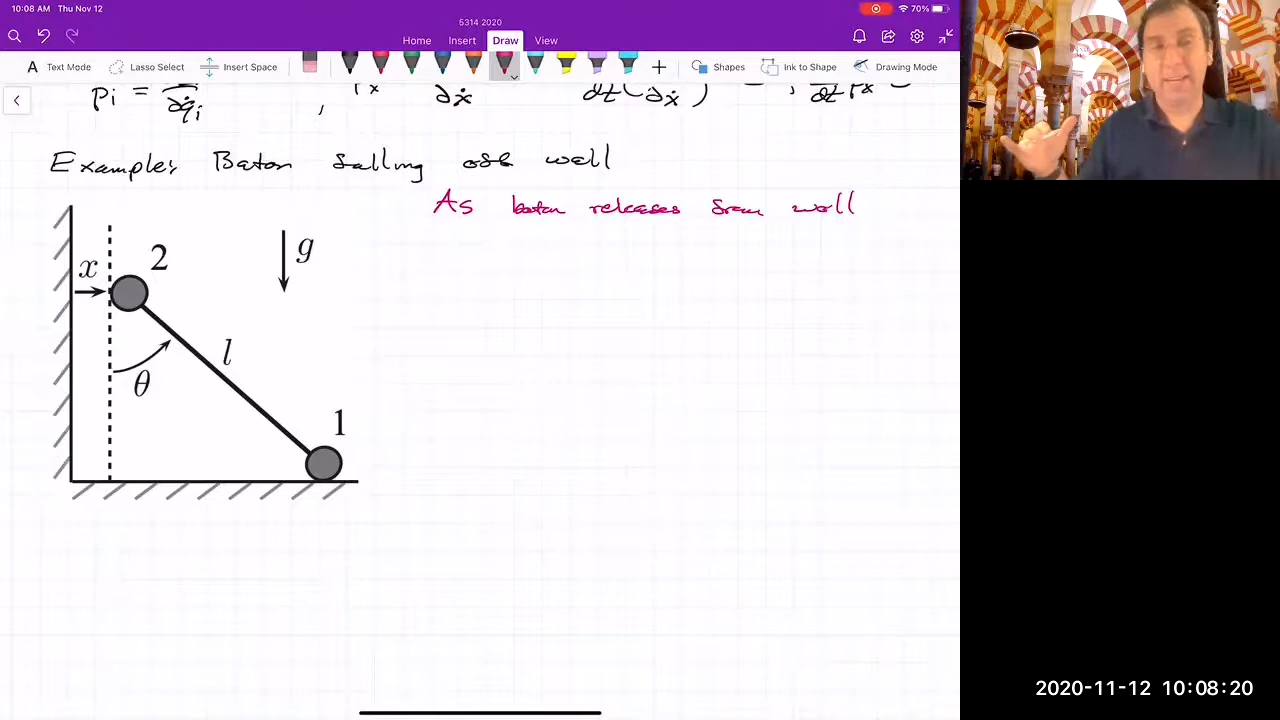 10:08 AM Thu Nov 12
70%
5314 2020
Home Insert Draw View
A Text Mode Lasso Select Insert Space Shapes Ink to Shape Drawing Mode
Example: Baton falling off wall
As baton releases from wall
x
2
g
l
θ
1
2020-11-12 10:08:20